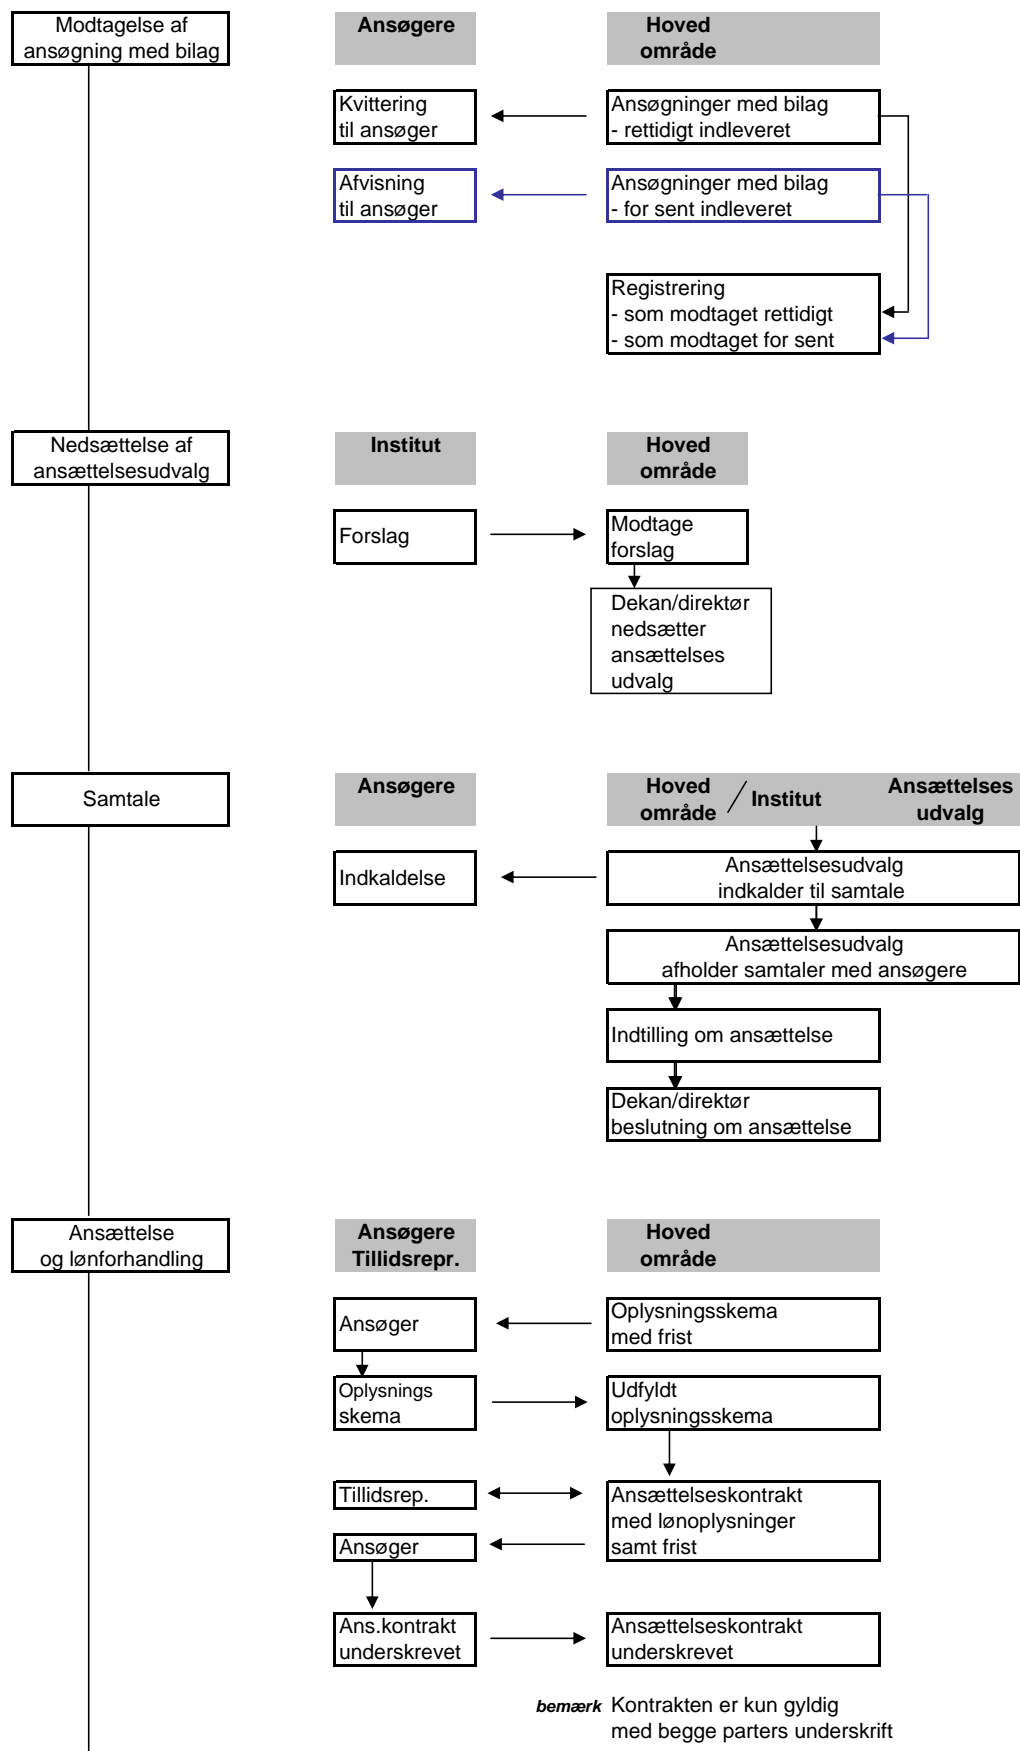 Modtagelse af
ansøgning med bilag
Ansøgere
Hoved
område
Kvittering
til ansøger
Ansøgninger med bilag
- rettidigt indleveret
Afvisning
til ansøger
Ansøgninger med bilag
- for sent indleveret
Registrering
- som modtaget rettidigt
- som modtaget for sent
Nedsættelse af
ansættelsesudvalg
Institut
Hoved
område
Forslag
Modtage
forslag
Dekan/direktør
nedsætter
ansættelses
udvalg
Samtale
Ansøgere
Hoved
område
/ Institut
Ansættelses
udvalg
Indkaldelse
Ansættelsesudvalg
indkalder til samtale
Ansættelsesudvalg
afholder samtaler med ansøgere
Indtilling om ansættelse
Dekan/direktør
beslutning om ansættelse
Ansættelse
og lønforhandling
Ansøgere
Tillidsrepr.
Hoved
område
Ansøger
Oplysningsskema
med frist
Oplysnings
skema
Udfyldt
oplysningsskema
Tillidsrep.
Ansættelseskontrakt
med lønoplysninger
samt frist
Ansøger
Ans.kontrakt
underskrevet
Ansættelseskontrakt
underskrevet
bemærk Kontrakten er kun gyldig
med begge parters underskrift